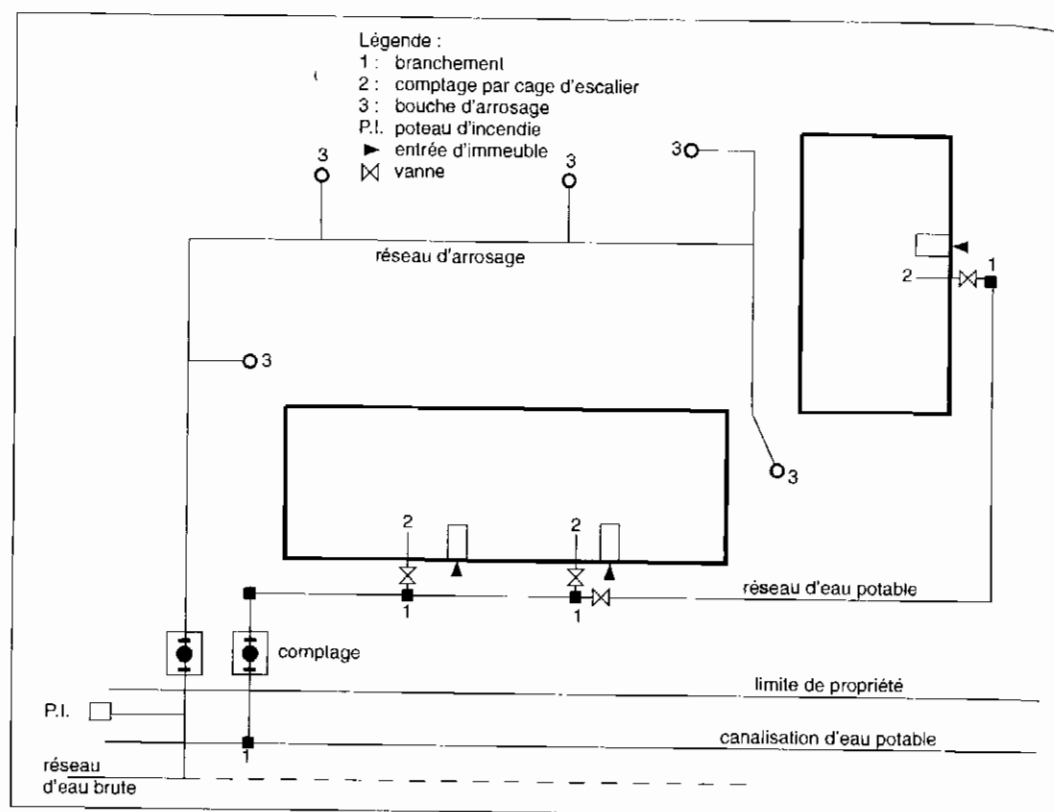 Légende :
1 : branchement
2 : comptage par cage d'escalier
3 : bouche d'arrosage
P.I. poteau d'incendie
entrée d'immeuble
vanne
3
3
3
réseau d'arrosage
2
1
3
3
2
2
1
1
réseau d'eau potable
complage
limite de propriété
P.I.
canalisation d'eau potable
1
réseau
d'eau brute